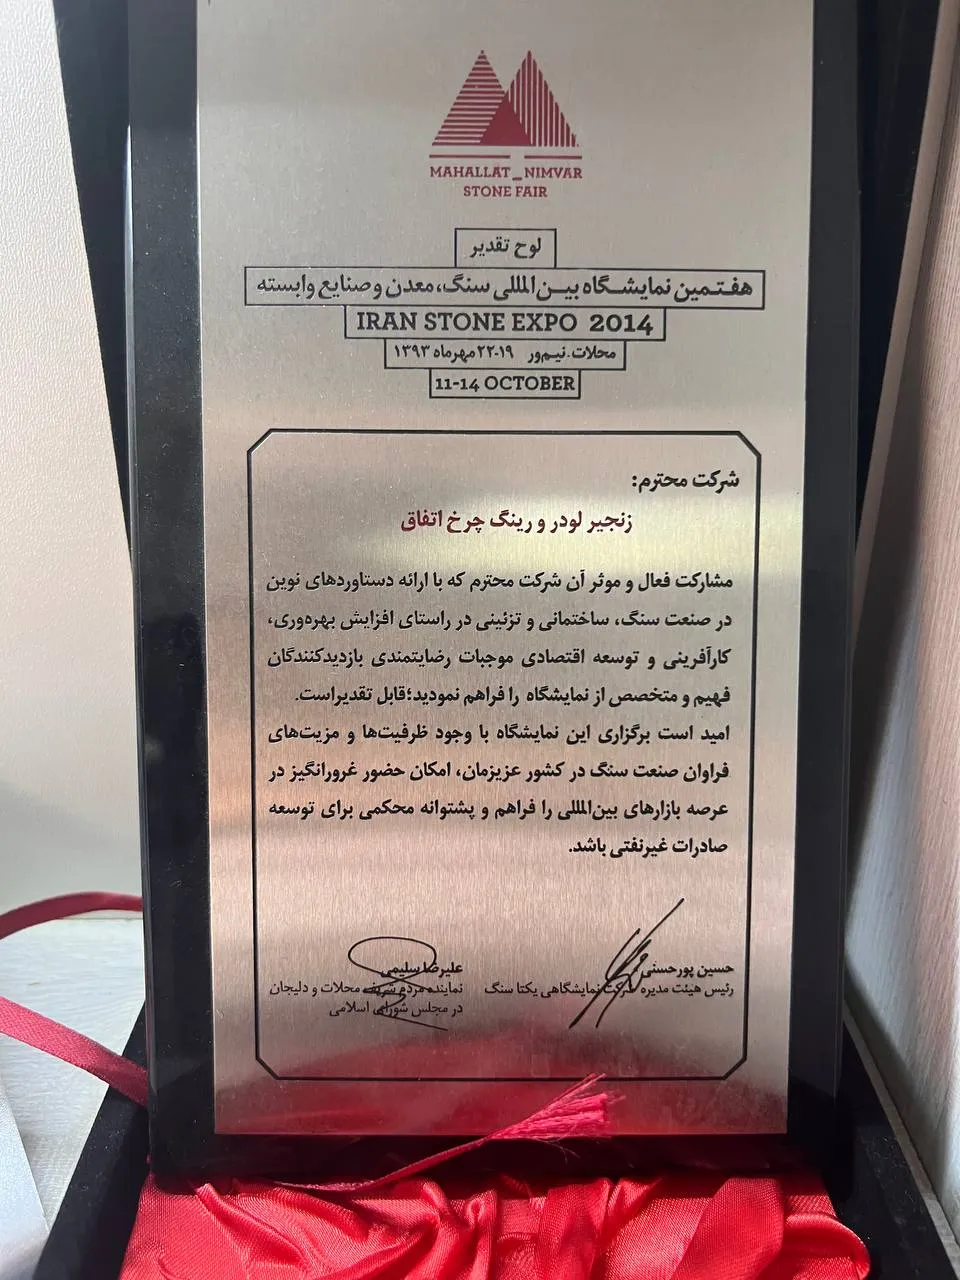 MAHALLAT_NIMVAR
STONE FAIR
لوح تقدیر
هفتمین نمایشگاه بین‌المللی سنگ، معدن و صنایع وابسته
IRAN STONE EXPO 2014
محلات.نیم‌ور ۱۹-۲۲ مهرماه ۱۳۹۳
11-14 OCTOBER
شرکت محترم:
زنجیر لودر و رینگ چرخ اتفاق
مشارکت فعال و موثر آن شرکت محترم که با ارائه دستاوردهای نوین
در صنعت سنگ، ساختمانی و تزئینی در راستای افزایش بهره‌وری،
کارآفرینی و توسعه اقتصادی موجبات رضایتمندی بازدیدکنندگان
فهیم و متخصص از نمایشگاه را فراهم نمودید؛قابل تقدیراست.
امید است برگزاری این نمایشگاه با وجود ظرفیت‌ها و مزیت‌های
فراوان صنعت سنگ در کشور عزیزمان، امکان حضور غرورانگیز در
عرصه بازارهای بین‌المللی را فراهم و پشتوانه محکمی برای توسعه
صادرات غیرنفتی باشد.
حسین پورحسنی
رئیس هیئت مدیره شرکت نمایشگاهی یکتا سنگ
علیرضا سلیمی
نماینده مردم شریف محلات و دلیجان
در مجلس شورای اسلامی